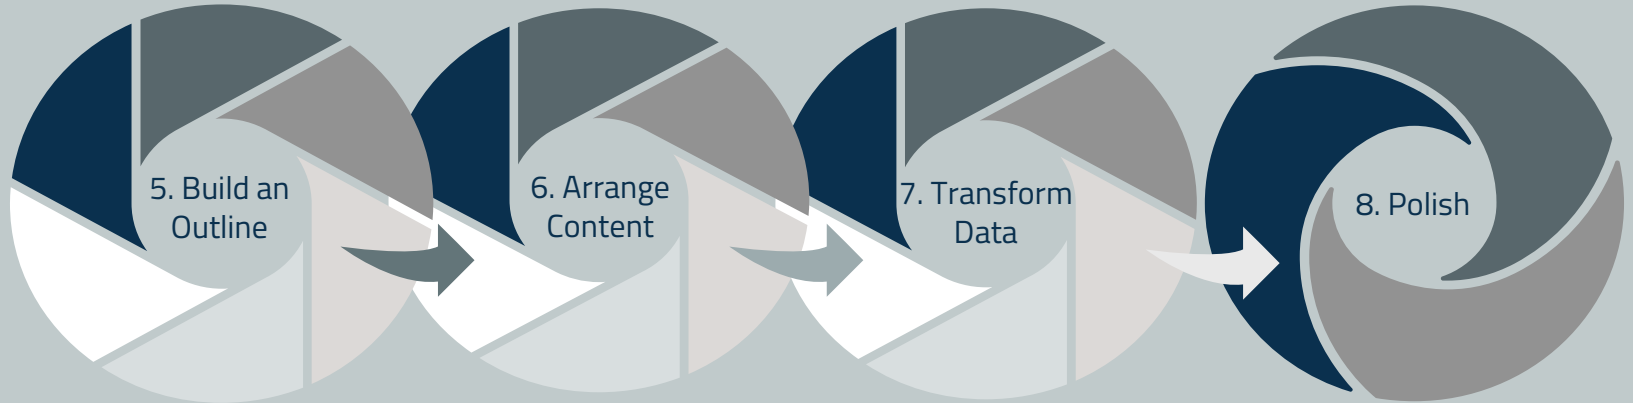 5. Build an
Outline
6. Arrange
Content
7. Transform
Data
8. Polish